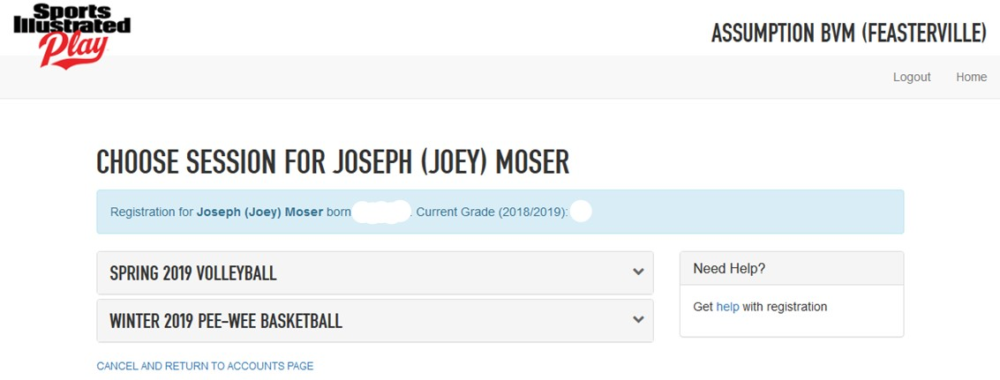 Sports
Illustrated
Play
ASSUMPTION BVM (FEASTERVILLE)
Logout Home
CHOOSE SESSION FOR JOSEPH (JOEY) MOSER
Registration for Joseph (Joey) Moser born . Current Grade (2018/2019):
SPRING 2019 VOLLEYBALL
WINTER 2019 PEE-WEE BASKETBALL
CANCEL AND RETURN TO ACCOUNTS PAGE
Need Help?
Get help with registration